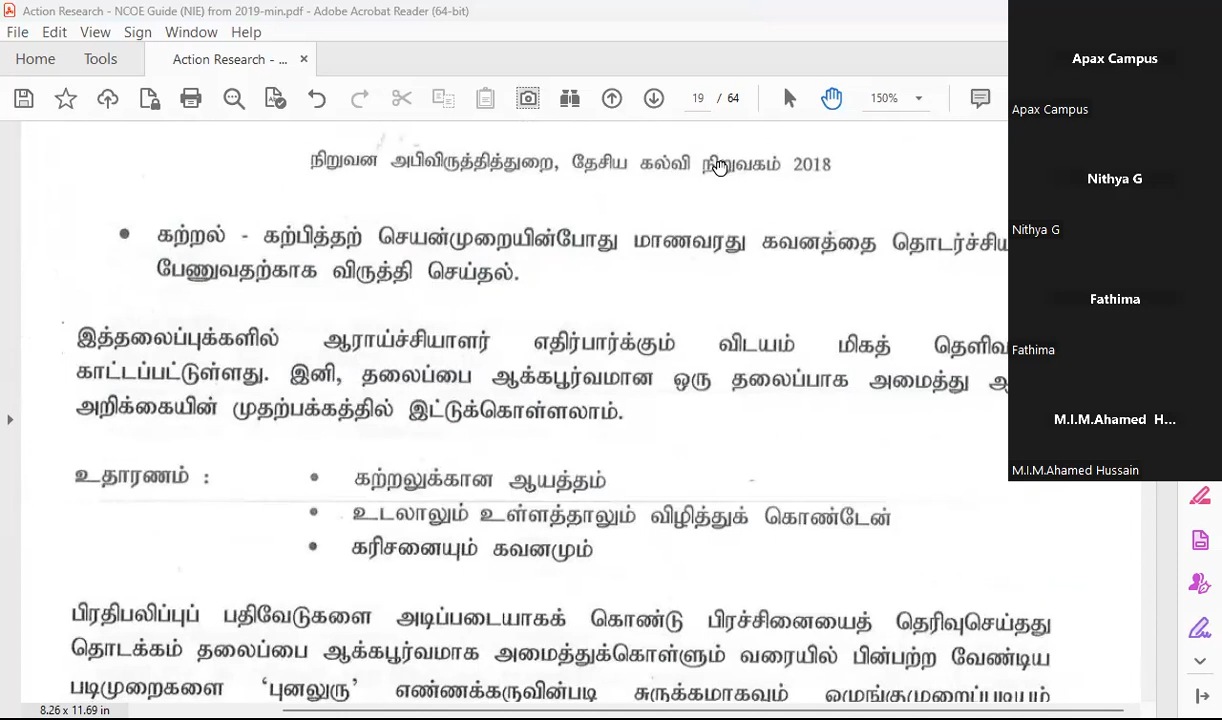 Action Research - NCOE Guide (NIE) from 2019-min.pdf - Adobe Acrobat Reader (64-bit)
File Edit View Sign Window Help
Home Tools Action Research - ... ×
19 / 64 150%
நிறுவன அபிவிருத்தித்துறை, தேசிய கல்வி நிறுவகம் 2018
• கற்றல் - கற்பித்தற் செயன்முறையின்போது மாணவரது கவனத்தை தொடர்ச்சிய
பேணுவதற்காக விருத்தி செய்தல்.
இத்தலைப்புக்களில் ஆராய்ச்சியாளர் எதிர்பார்க்கும் விடயம் மிகத் தெளிவ
காட்டப்பட்டுள்ளது. இனி, தலைப்பை ஆக்கபூர்வமான ஒரு தலைப்பாக அமைத்து
அறிக்கையின் முதற்பக்கத்தில் இட்டுக்கொள்ளலாம்.
உதாரணம் : • கற்றலுக்கான ஆயத்தம்
• உடலாலும் உள்ளத்தாலும் விழித்துக் கொண்டேன்
• கரிசனையும் கவனமும்
பிரதிபலிப்புப் பதிவேடுகளை அடிப்படையாகக் கொண்டு பிரச்சினையைத் தெரிவுசெய்தது
தொடக்கம் தலைப்பை ஆக்கபூர்வமாக அமைத்துக்கொள்ளும் வரையில் பின்பற்ற வேண்டிய
படிமுறைகளை ‘புனலுரு’ எண்ணக்கருவின்படி சுருக்கமாகவும் ஒழுங்குமுறைப்படியும்
8.26 x 11.69 in
Apax Campus
Apax Campus
Nithya G
Nithya G
Fathima
Fathima
M.I.M.Ahamed H...
M.I.M.Ahamed Hussain